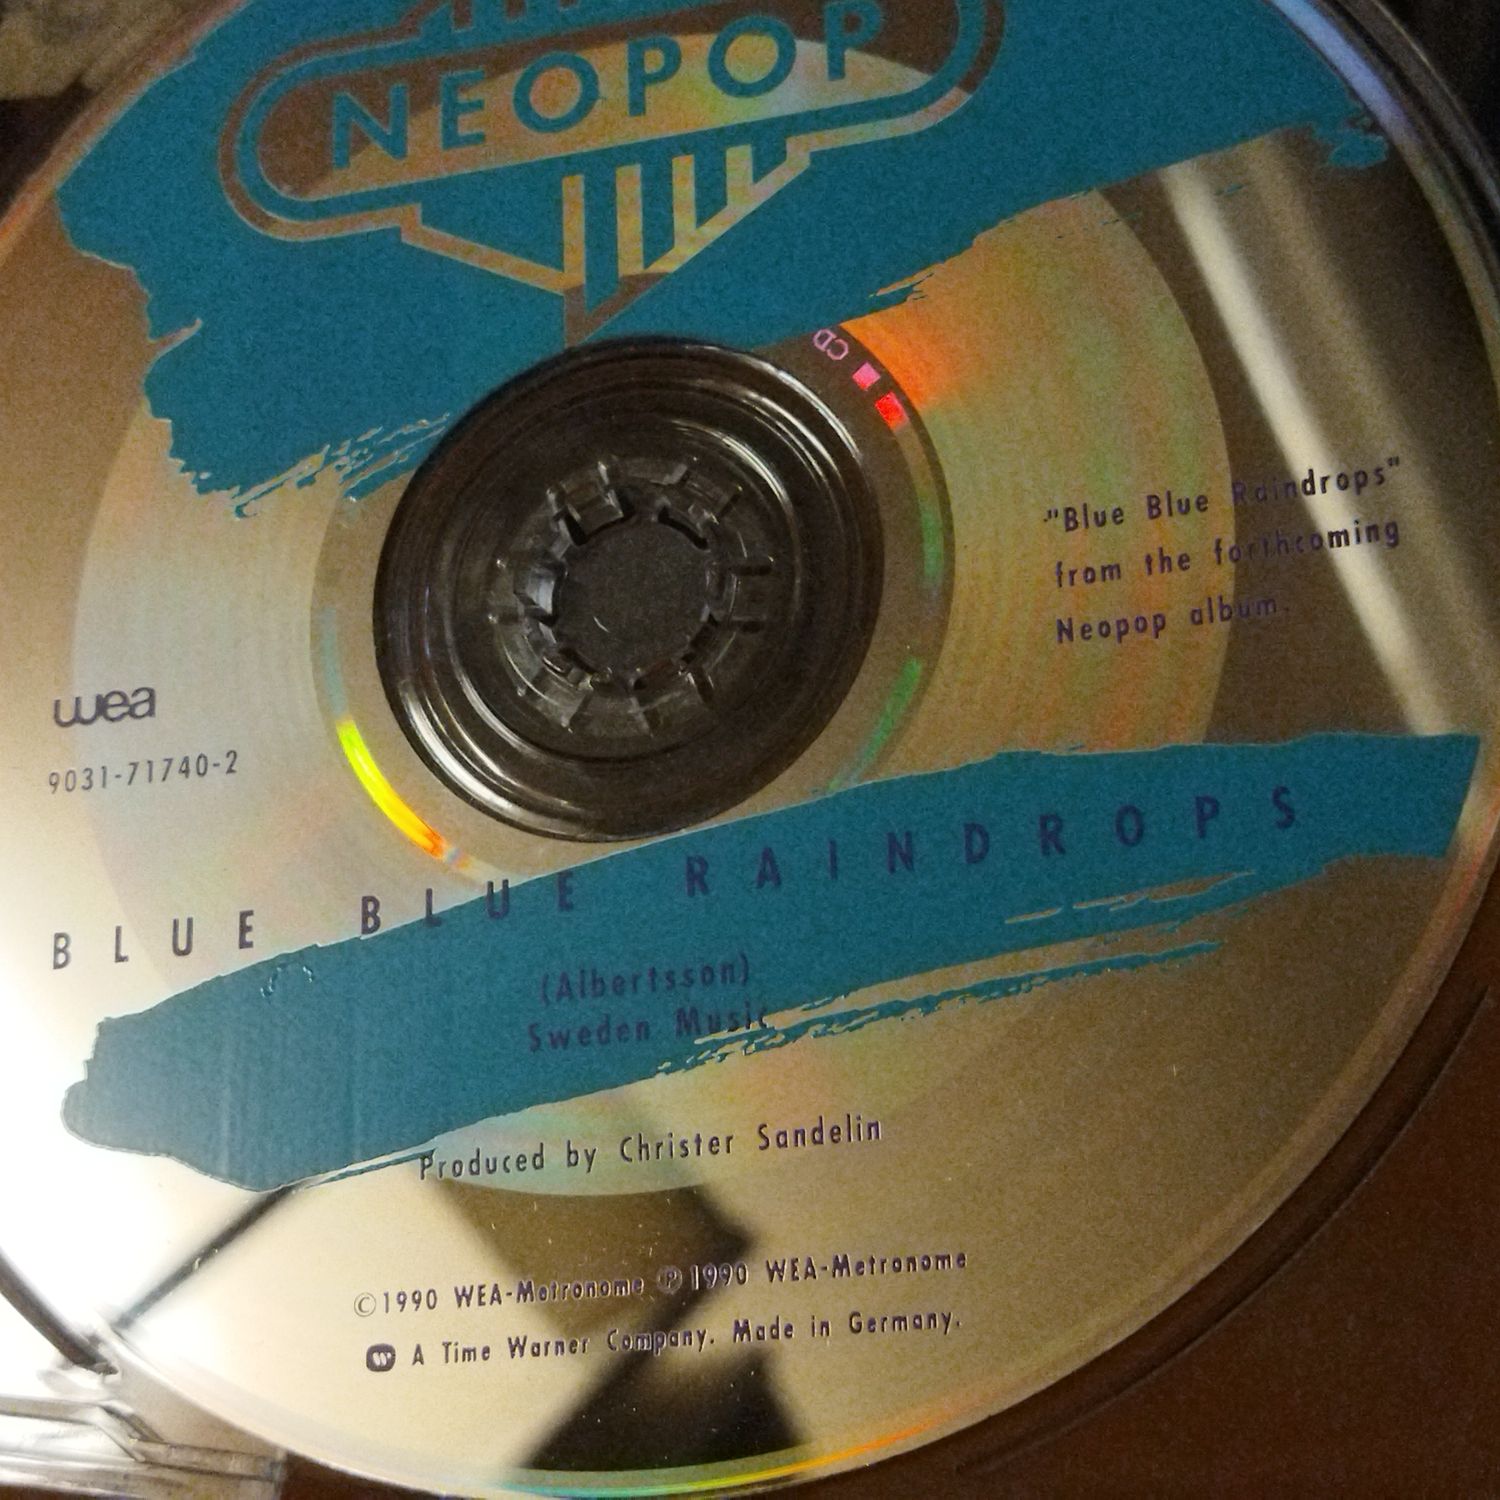 NEOPOP
CD
"Blue Blue Raindrops"
from the forthcoming
Neopop album.
wea
9031-71740-2
BLUE BLUE RAINDROPS
(Albertsson)
Sweden Music
Produced by Christer Sandelin
©1990 WEA-Metronome ℗1990 WEA-Metronome
A Time Warner Company. Made in Germany.